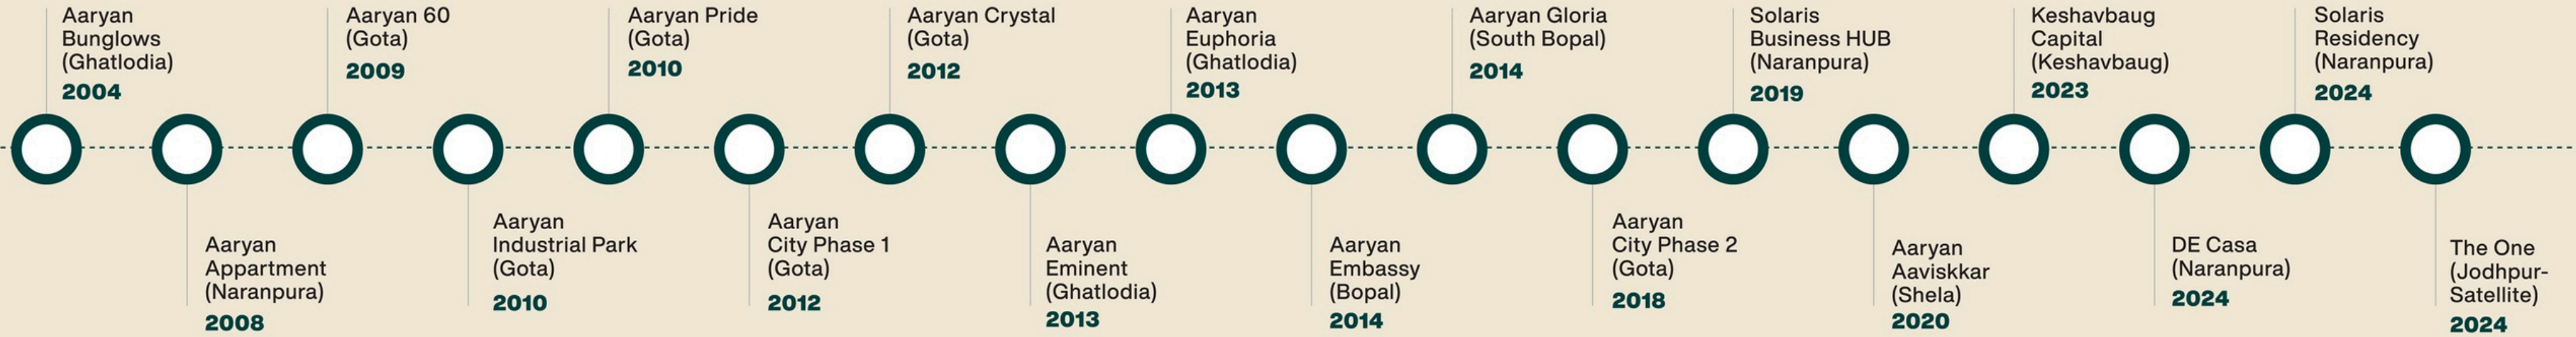 Aaryan
Bunglows
(Ghatlodia)
2004
Aaryan
Appartment
(Naranpura)
2008
Aaryan 60
(Gota)
2009
Aaryan
Industrial Park
(Gota)
2010
Aaryan Pride
(Gota)
2010
Aaryan
City Phase 1
(Gota)
2012
Aaryan Crystal
(Gota)
2012
Aaryan
Eminent
(Ghatlodia)
2013
Aaryan
Euphoria
(Ghatlodia)
2013
Aaryan
Embassy
(Bopal)
2014
Aaryan Gloria
(South Bopal)
2014
Aaryan
City Phase 2
(Gota)
2018
Solaris
Business HUB
(Naranpura)
2019
Aaryan
Aaviskkar
(Shela)
2020
Keshavbaug
Capital
(Keshavbaug)
2023
DE Casa
(Naranpura)
2024
Solaris
Residency
(Naranpura)
2024
The One
(Jodhpur-
Satellite)
2024